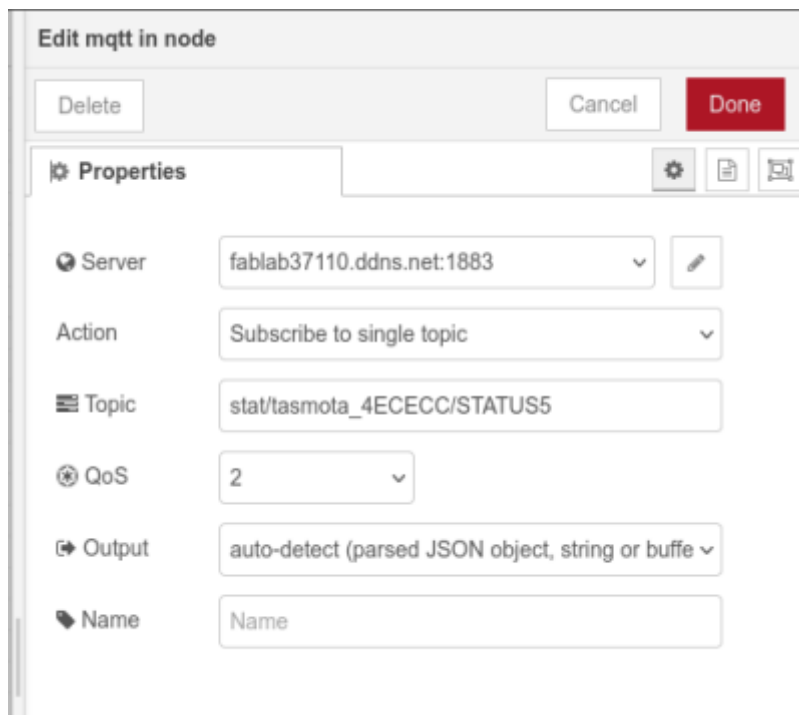 Edit mqtt in node
Delete Cancel Done
Properties
Server fablab37110.ddns.net:1883
Action Subscribe to single topic
Topic stat/tasmota_4ECECC/STATUS5
QoS 2
Output auto-detect (parsed JSON object, string or buffe
Name Name